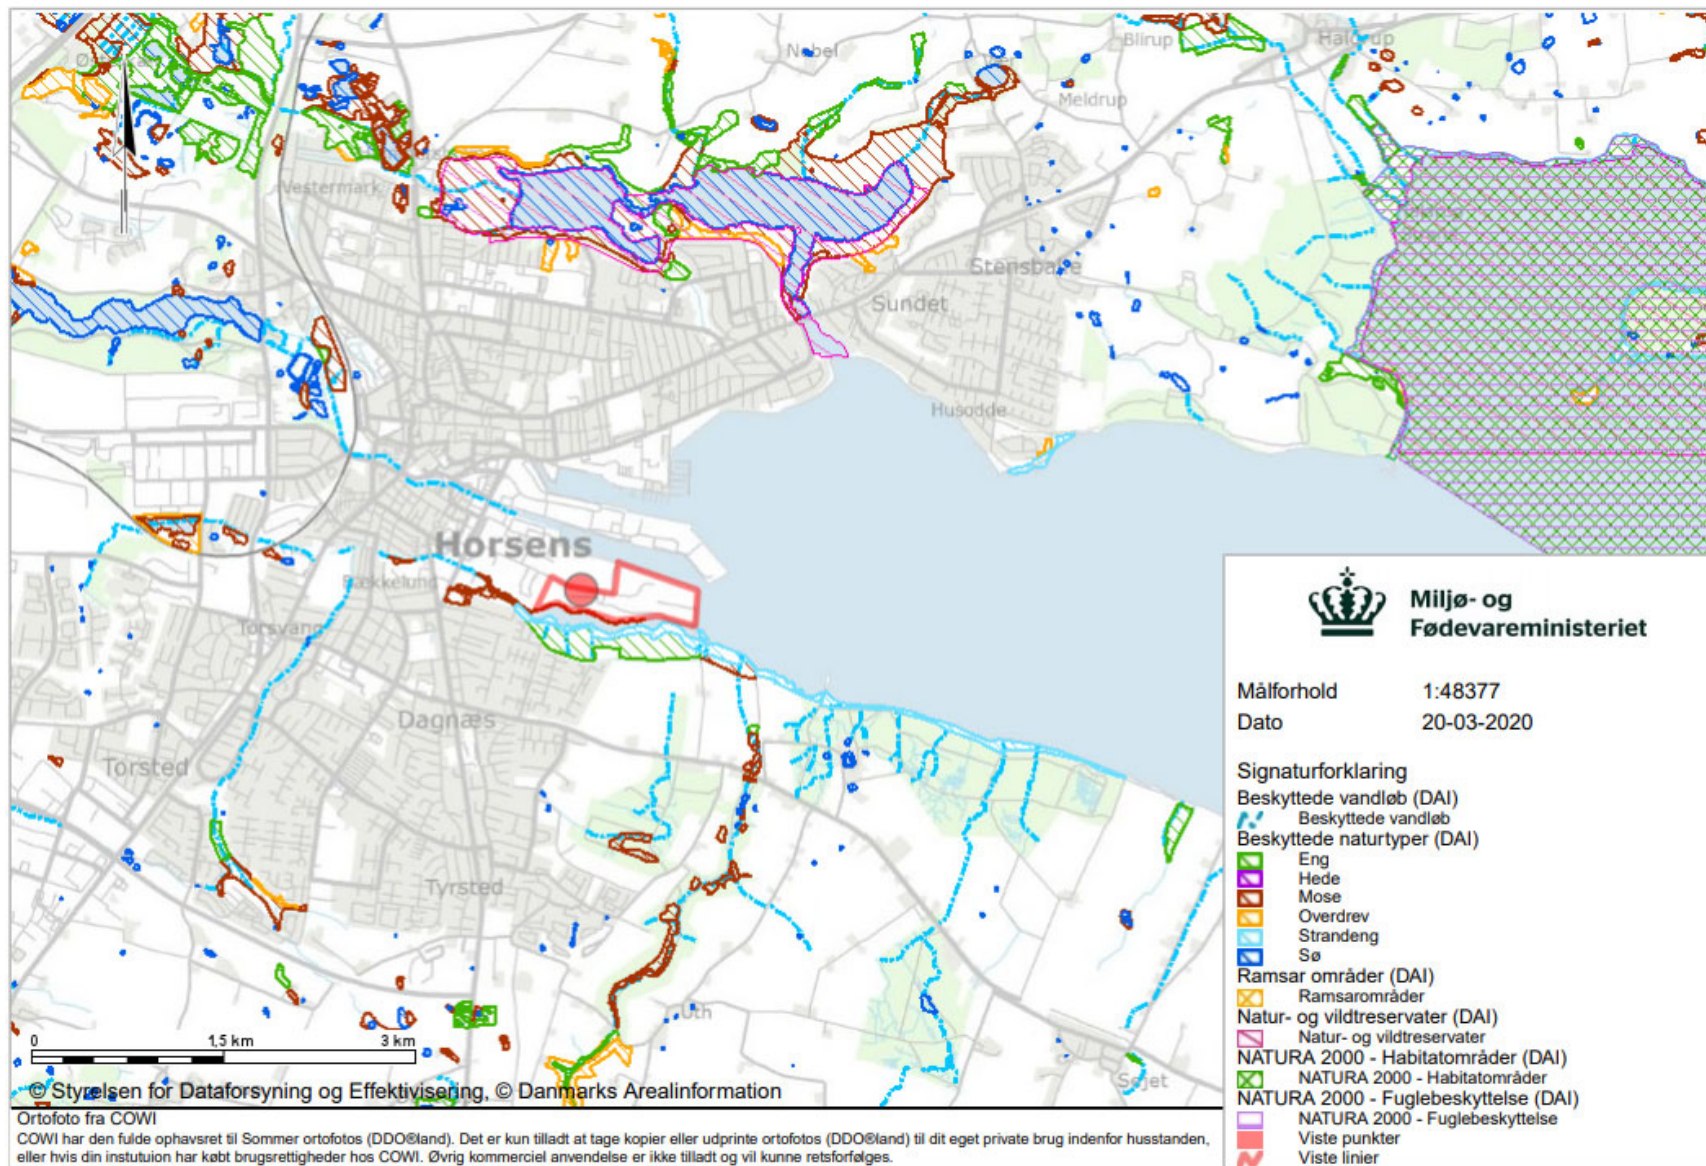 Nebel
Blirup
Haldrup
Meldrup
Vestermark
Stensballe
Sundet
Husodde
Horsens
Bækkelund
Torsvang
Dagnæs
Torsted
Tyrsted
Uth
Sejet
0 1,5 km 3 km
© Styrelsen for Dataforsyning og Effektivisering, © Danmarks Arealinformation
Miljø- og
Fødevareministeriet
Målforhold 1:48377
Dato 20-03-2020
Signaturforklaring
Beskyttede vandløb (DAI)
Beskyttede vandløb
Beskyttede naturtyper (DAI)
Eng
Hede
Mose
Overdrev
Strandeng
Sø
Ramsar områder (DAI)
Ramsarområder
Natur- og vildtreservater (DAI)
Natur- og vildtreservater
NATURA 2000 - Habitatområder (DAI)
NATURA 2000 - Habitatområder
NATURA 2000 - Fuglebeskyttelse (DAI)
NATURA 2000 - Fuglebeskyttelse
Viste punkter
Viste linier
Ortofoto fra COWI
COWI har den fulde ophavsret til Sommer ortofotos (DDO®land). Det er kun tilladt at tage kopier eller udprinte ortofotos (DDO®land) til dit eget private brug indenfor husstanden,
eller hvis din instutuion har købt brugsrettigheder hos COWI. Øvrig kommerciel anvendelse er ikke tilladt og vil kunne retsforfølges.